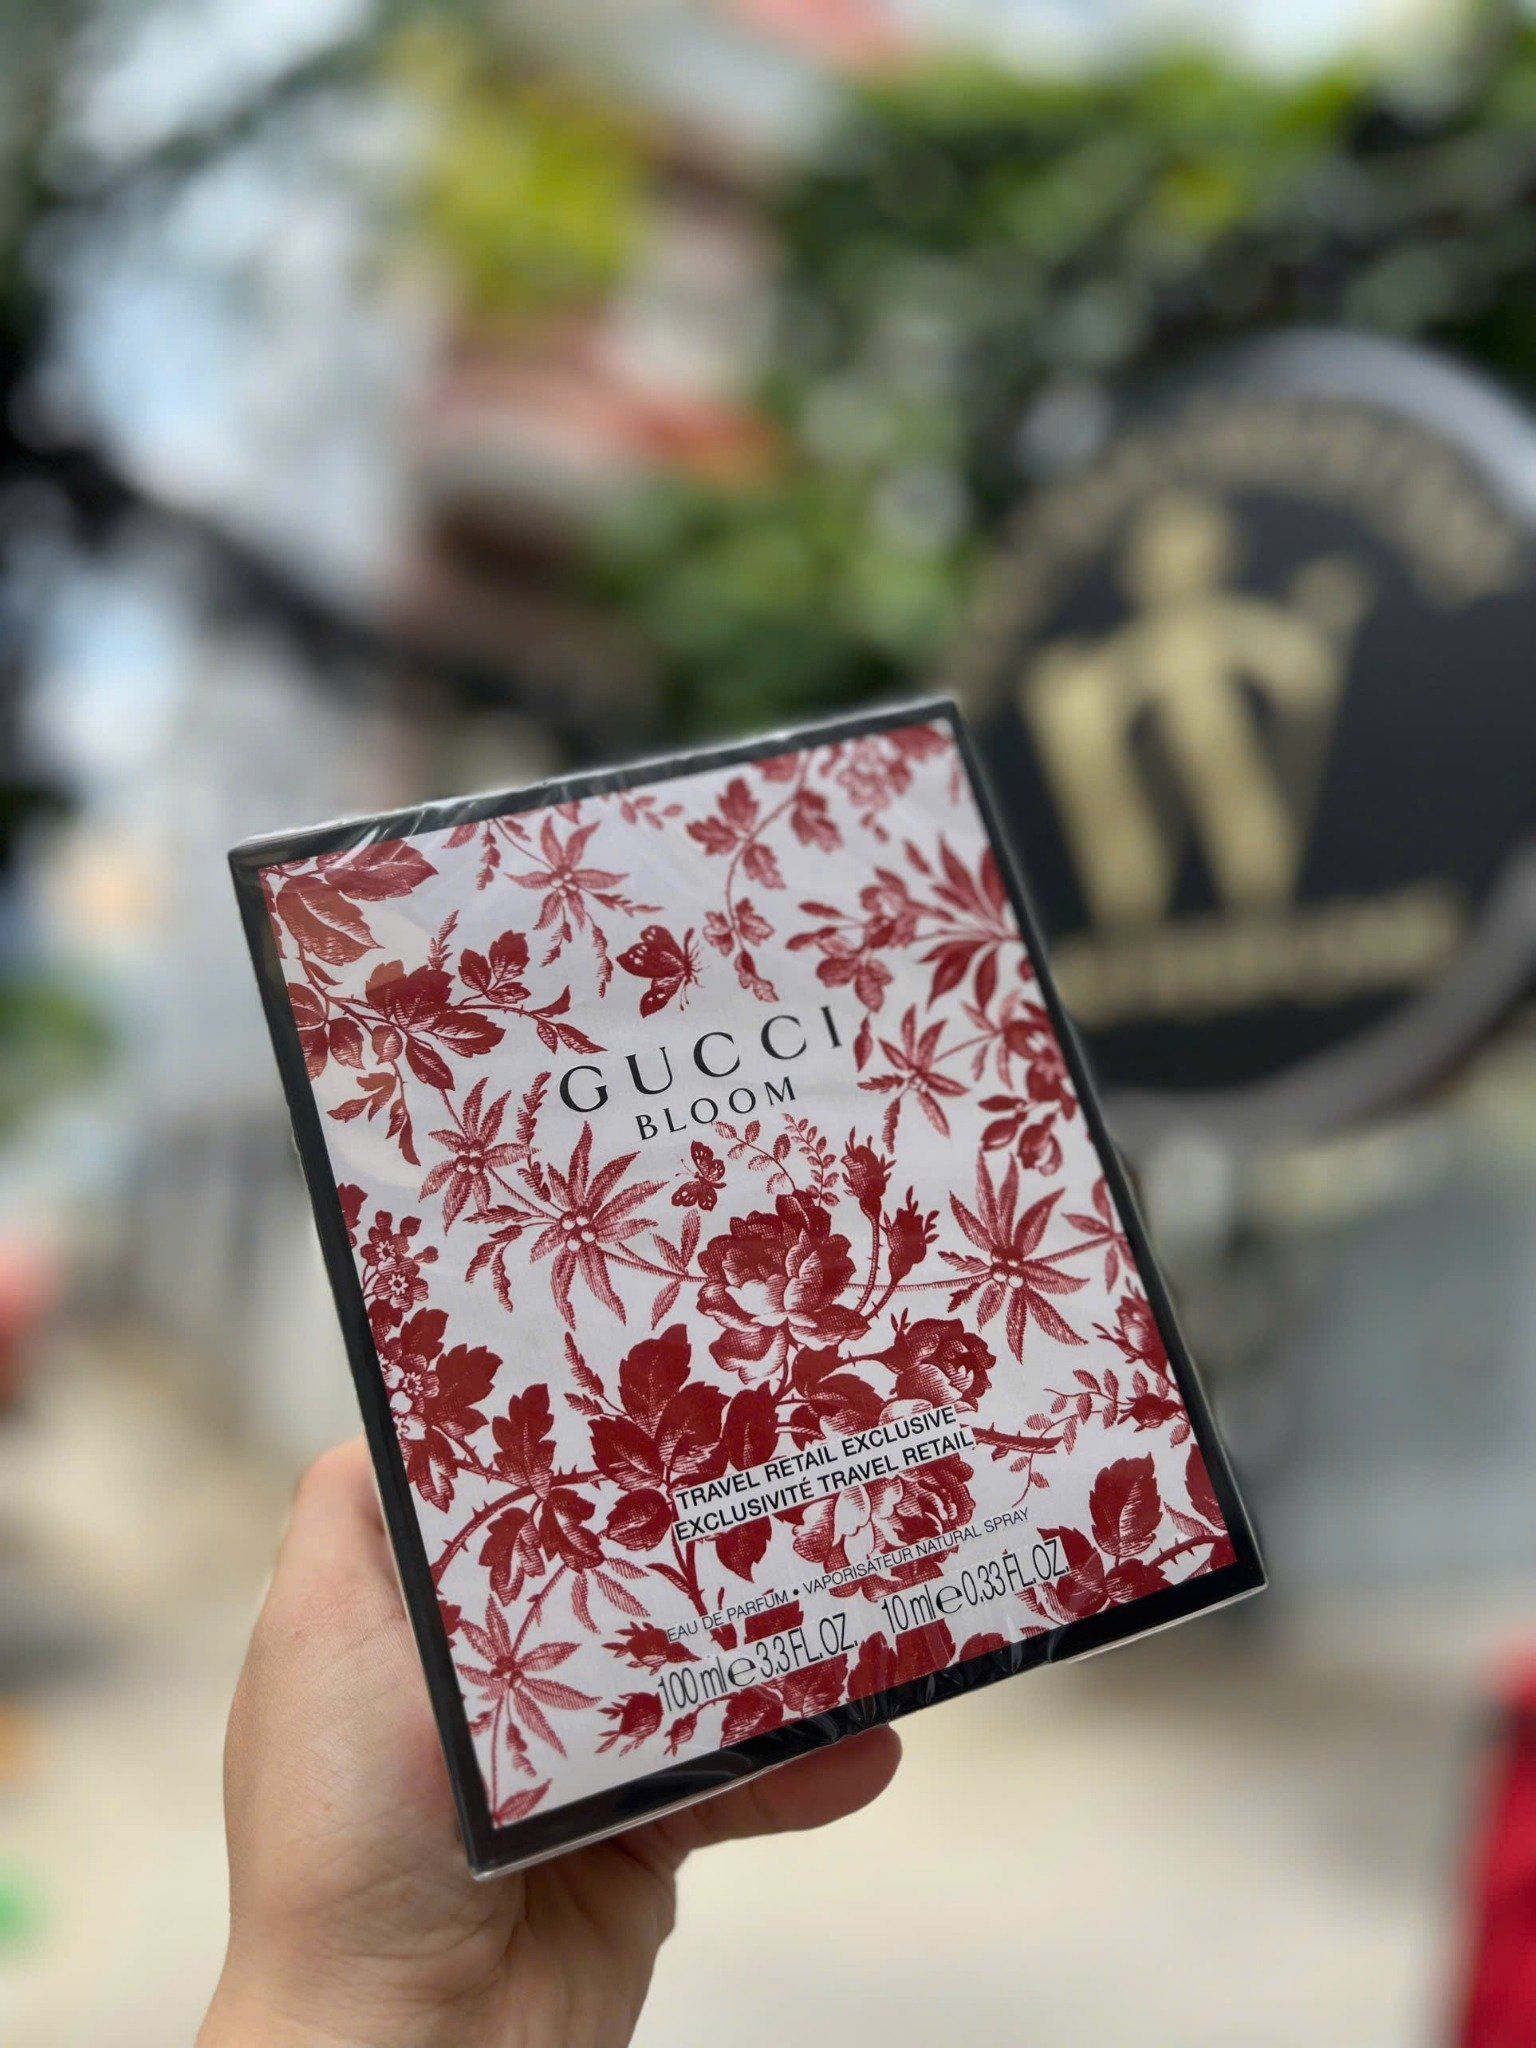 GUCCI
BLOOM
TRAVEL RETAIL EXCLUSIVE
EXCLUSIVITÉ TRAVEL RETAIL
EAU DE PARFUM • VAPORISATEUR NATURAL SPRAY
100 ml e 3.3 FL.OZ. 10 ml e 0.33 FL.OZ.